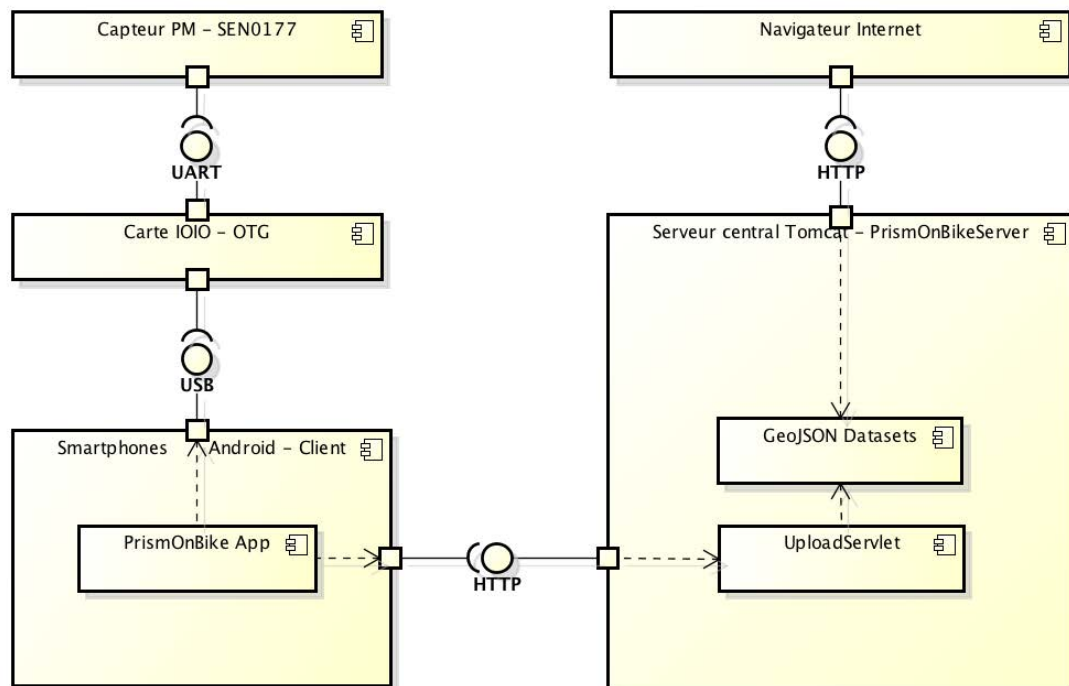 Capteur PM – SEN0177
Navigateur Internet
UART
HTTP
Carte IOIO – OTG
Serveur central Tomcat – PrismOnBikeServer
USB
Smartphones Android – Client
GeoJSON Datasets
PrismOnBike App
UploadServlet
HTTP